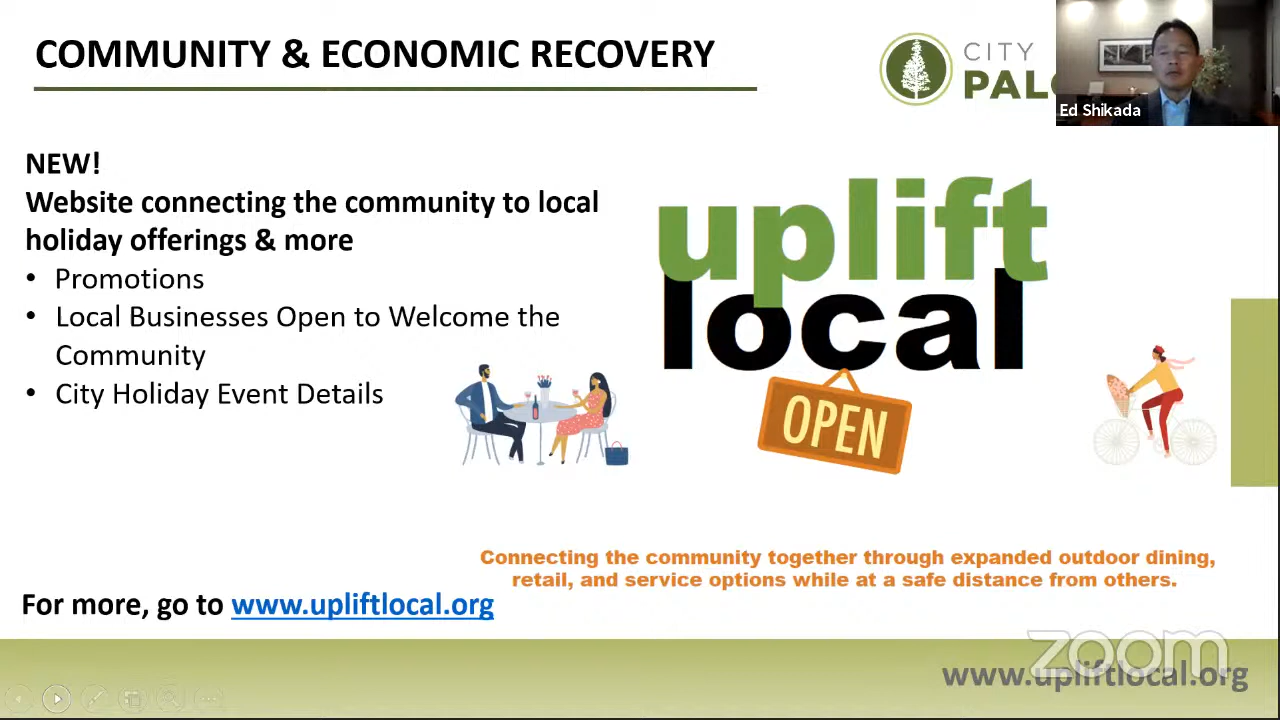 COMMUNITY & ECONOMIC RECOVERY
CITY
PALO
Ed Shikada
NEW!
Website connecting the community to local
holiday offerings & more
• Promotions
• Local Businesses Open to Welcome the
Community
• City Holiday Event Details
uplift
local
OPEN
Connecting the community together through expanded outdoor dining,
retail, and service options while at a safe distance from others.
For more, go to www.upliftlocal.org
zoom
www.upliftlocal.org